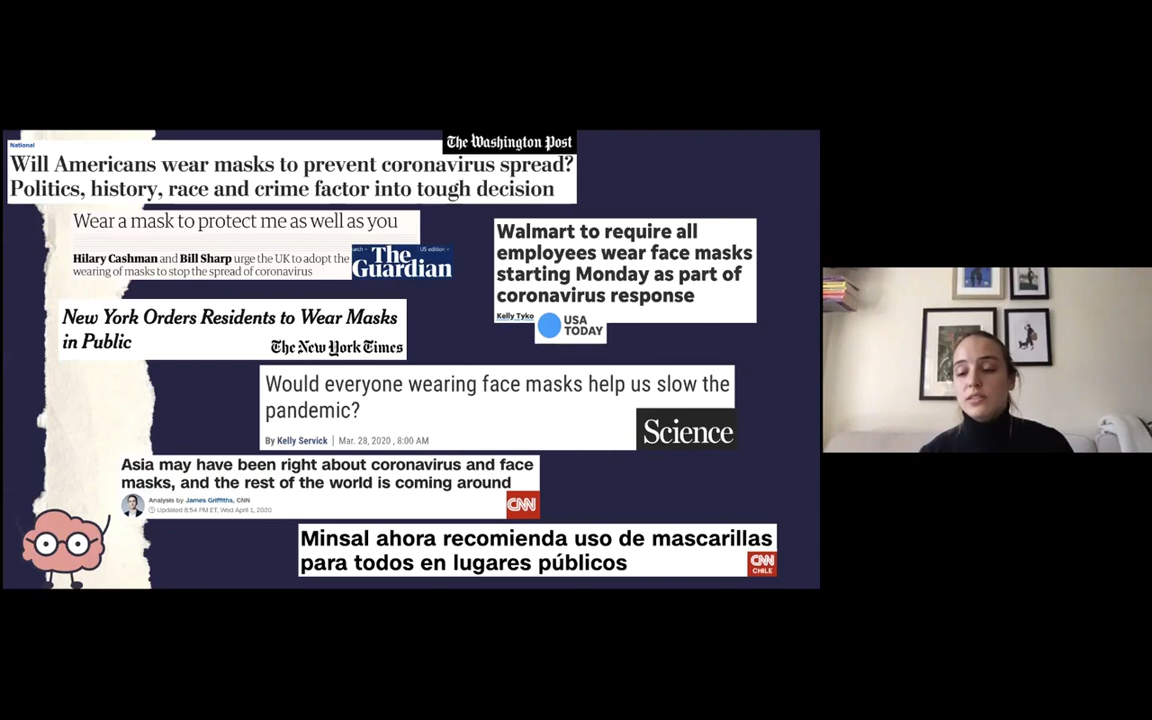 The Washington Post
National
Will Americans wear masks to prevent coronavirus spread?
Politics, history, race and crime factor into tough decision
Wear a mask to protect me as well as you
Hilary Cashman and Bill Sharp urge the UK to adopt the
wearing of masks to stop the spread of coronavirus
US edition
The
Guardian
Walmart to require all
employees wear face masks
starting Monday as part of
coronavirus response
Kelly Tyko
USA
TODAY
New York Orders Residents to Wear Masks
in Public
The New York Times
Would everyone wearing face masks help us slow the
pandemic?
By Kelly Servick | Mar. 28, 2020 , 8:00 AM
Science
Asia may have been right about coronavirus and face
masks, and the rest of the world is coming around
Analysis by James Griffiths, CNN
Updated 8:54 PM ET, Wed April 1, 2020
CNN
Minsal ahora recomienda uso de mascarillas
para todos en lugares públicos
CNN
CHILE